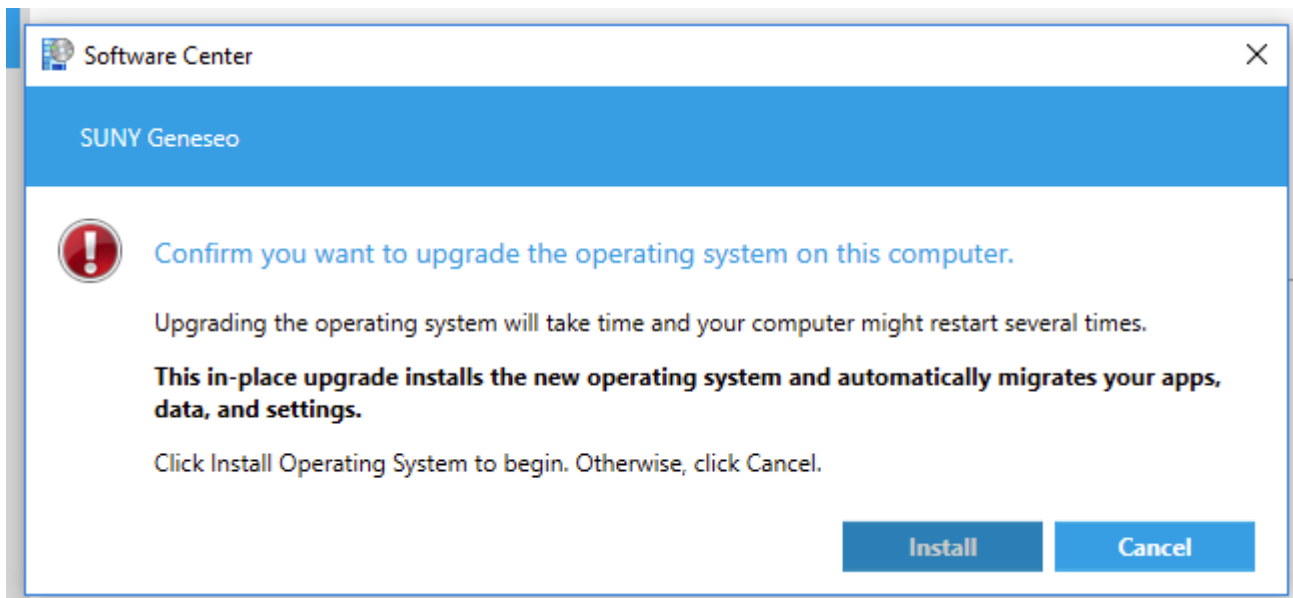 Software Center
SUNY Geneseo
Confirm you want to upgrade the operating system on this computer.
Upgrading the operating system will take time and your computer might restart several times.
This in-place upgrade installs the new operating system and automatically migrates your apps,
data, and settings.
Click Install Operating System to begin. Otherwise, click Cancel.
Install
Cancel